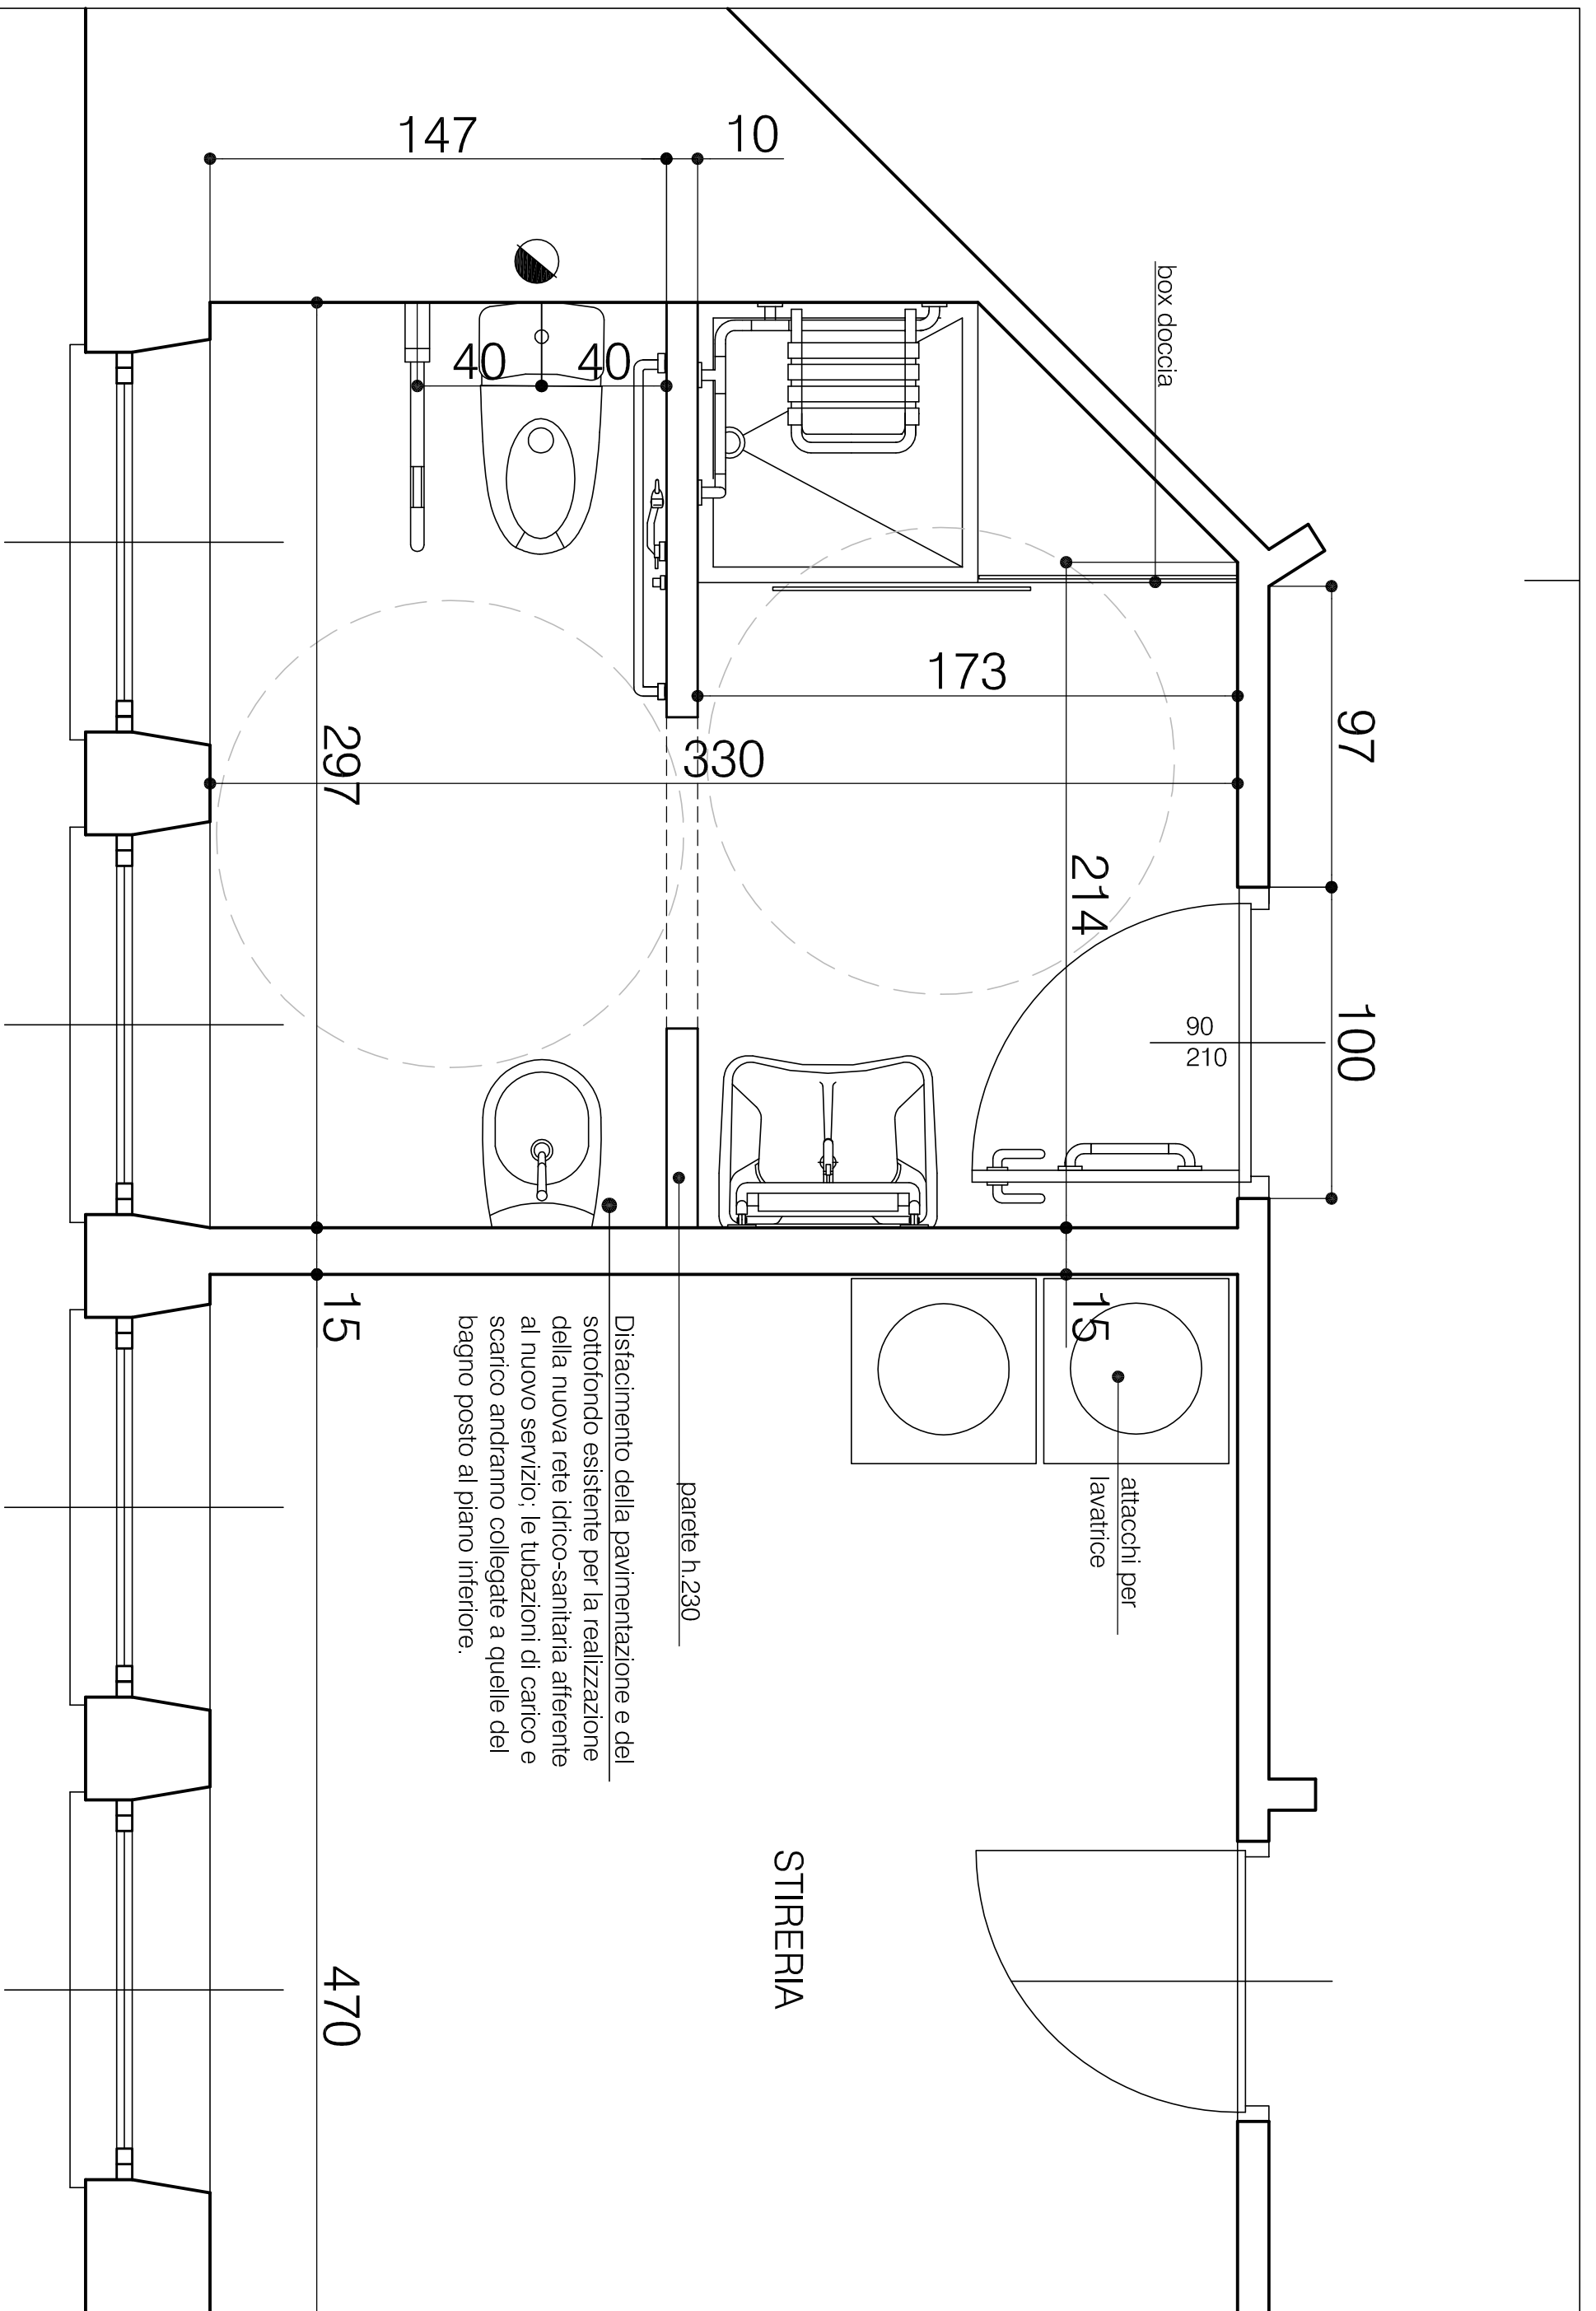 147
10
box doccia
40
40
173
97
330
297
214
100
90
210
15
15
Disfacimento della pavimentazione e del
sottofondo esistente per la realizzazione
della nuova rete idrico-sanitaria afferente
al nuovo servizio; le tubazioni di carico e
scarico andranno collegate a quelle del
bagno posto al piano inferiore.
parete h.230
attacchi per
lavatrice
STIRERIA
470